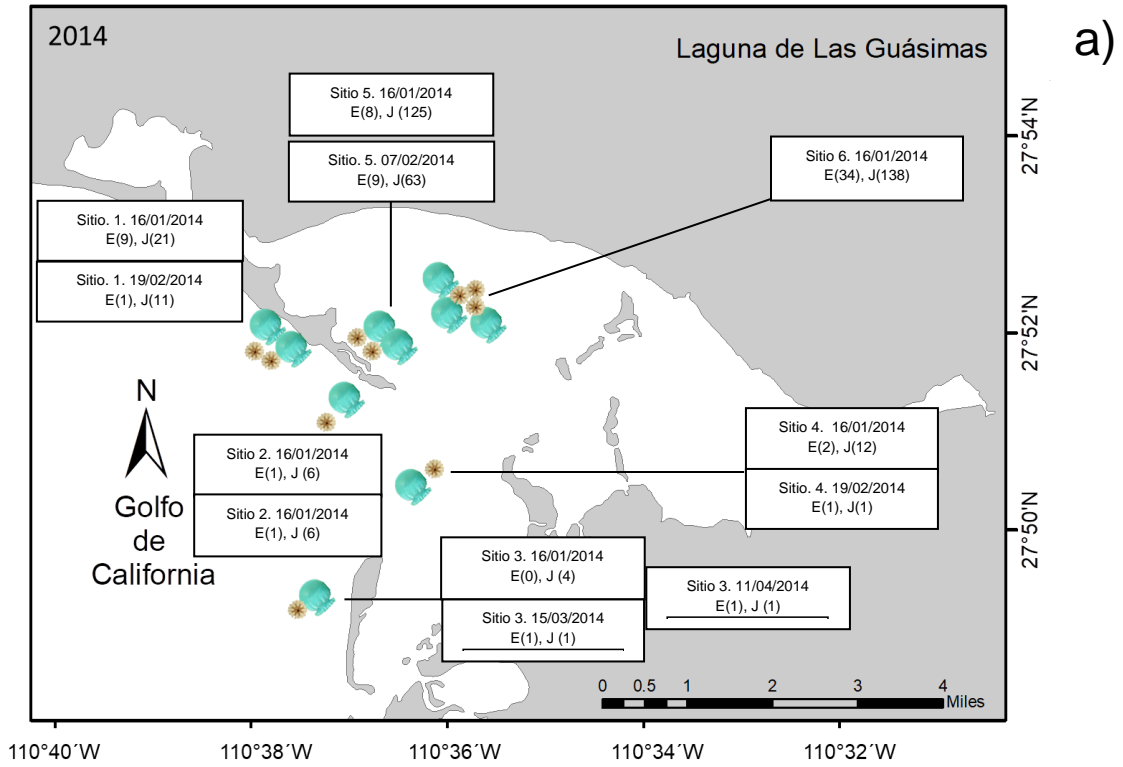 2014
Laguna de Las Guásimas
a)
Sitio 5. 16/01/2014
E(8), J (125)
Sitio. 5. 07/02/2014
E(9), J(63)
Sitio 6. 16/01/2014
E(34), J(138)
Sitio. 1. 16/01/2014
E(9), J(21)
Sitio. 1. 19/02/2014
E(1), J(11)
27°54'N
27°52'N
27°50'N
N
Golfo
de
California
Sitio 2. 16/01/2014
E(1), J (6)
Sitio 2. 16/01/2014
E(1), J (6)
Sitio 4. 16/01/2014
E(2), J(12)
Sitio. 4. 19/02/2014
E(1), J(1)
Sitio 3. 16/01/2014
E(0), J (4)
Sitio 3. 15/03/2014
E(1), J (1)
Sitio 3. 11/04/2014
E(1), J (1)
0 0.5 1 2 3 4
Miles
110°40´W 110°38´W 110°36´W 110°34´W 110°32´W